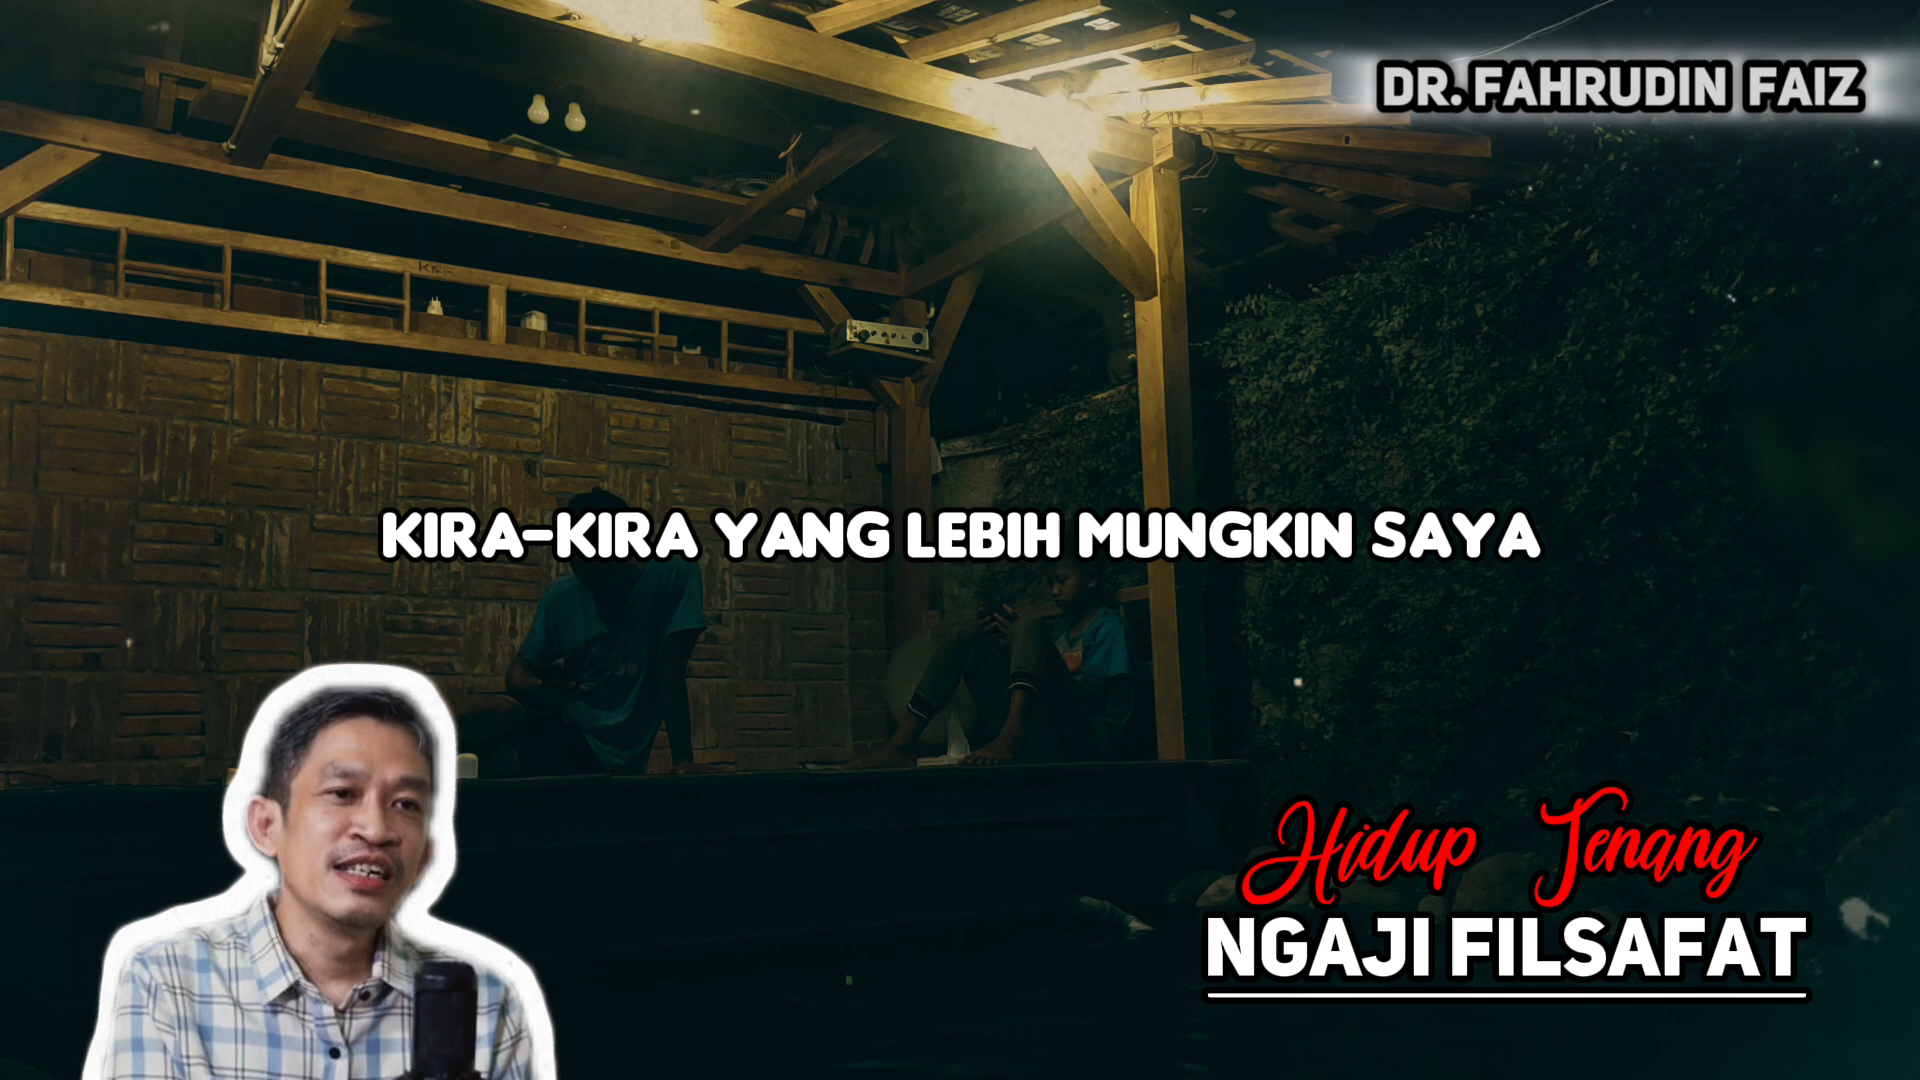 DR. FAHRUDIN FAIZ
KIRA-KIRA YANG LEBIH MUNGKIN SAYA
Hidup Tenang
NGAJI FILSAFAT